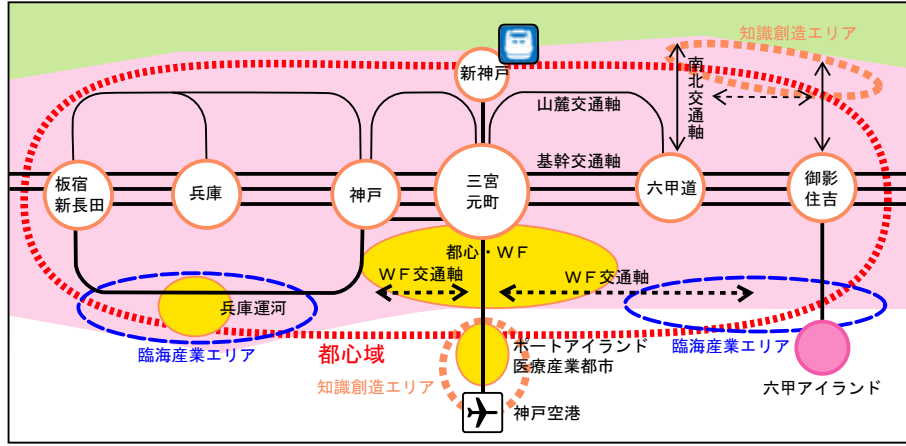 知識創造エリア
新神戸
南北交通軸
山麓交通軸
基幹交通軸
板宿
新長田
兵庫
神戸
三宮
元町
六甲道
御影
住吉
都心・WF
WF交通軸
WF交通軸
兵庫運河
臨海産業エリア
都心域
ポートアイランド
医療産業都市
臨海産業エリア
知識創造エリア
六甲アイランド
神戸空港